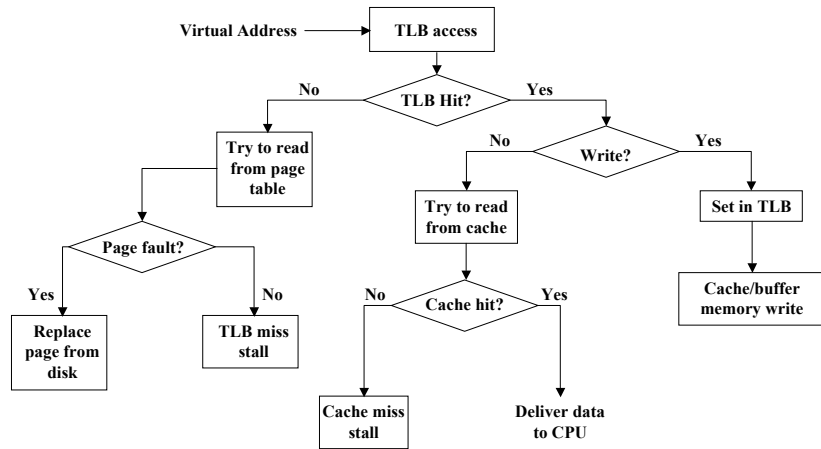 Virtual Address
TLB access
No
TLB Hit?
Yes
Try to read
from page
table
No
Write?
Yes
Page fault?
Try to read
from cache
Set in TLB
Yes
No
No
Cache hit?
Yes
Cache/buffer
memory write
Replace
page from
disk
TLB miss
stall
Cache miss
stall
Deliver data
to CPU